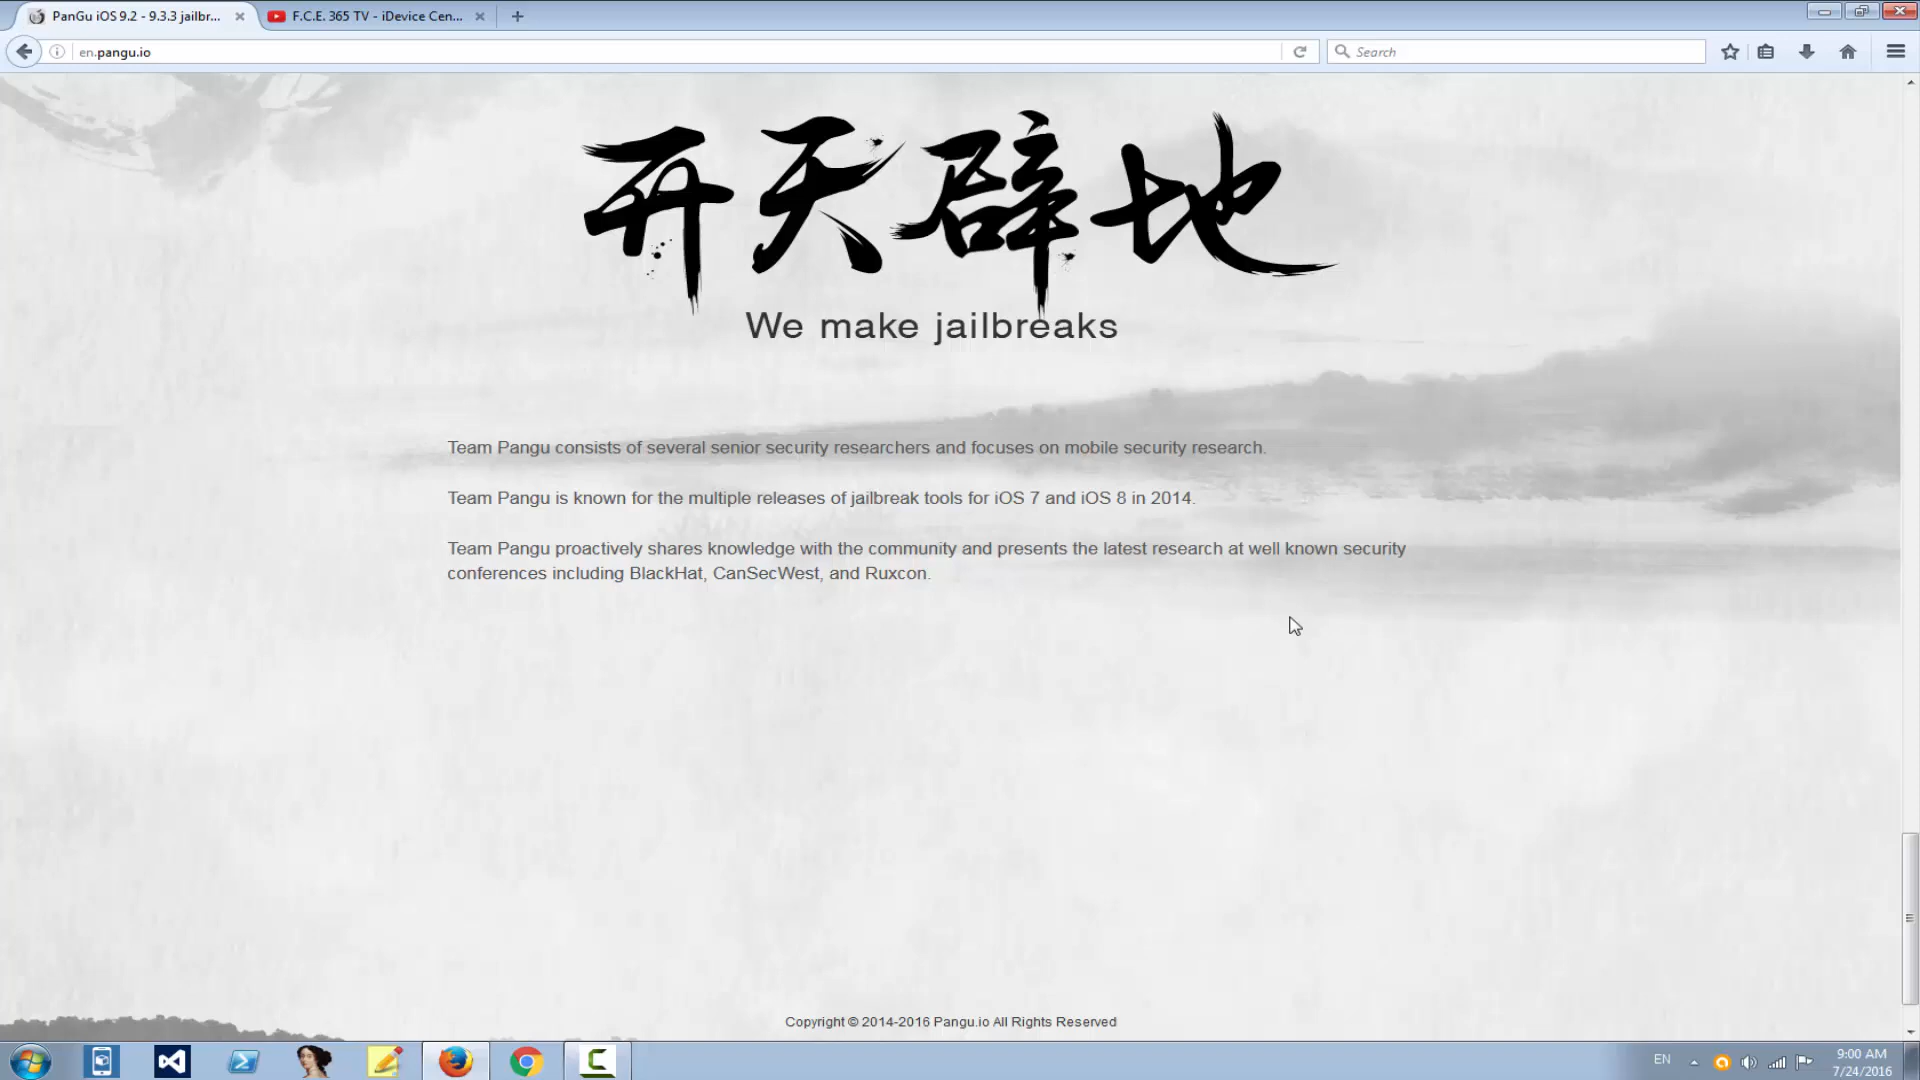 PanGu iOS 9.2 - 9.3.3 jailbr...
F.C.E. 365 TV - iDevice Cen...
en.pangu.io
Search
开天辟地
We make jailbreaks
Team Pangu consists of several senior security researchers and focuses on mobile security research.
Team Pangu is known for the multiple releases of jailbreak tools for iOS 7 and iOS 8 in 2014.
Team Pangu proactively shares knowledge with the community and presents the latest research at well known security
conferences including BlackHat, CanSecWest, and Ruxcon.
Copyright © 2014-2016 Pangu.io All Rights Reserved
EN
9:00 AM
7/24/2016